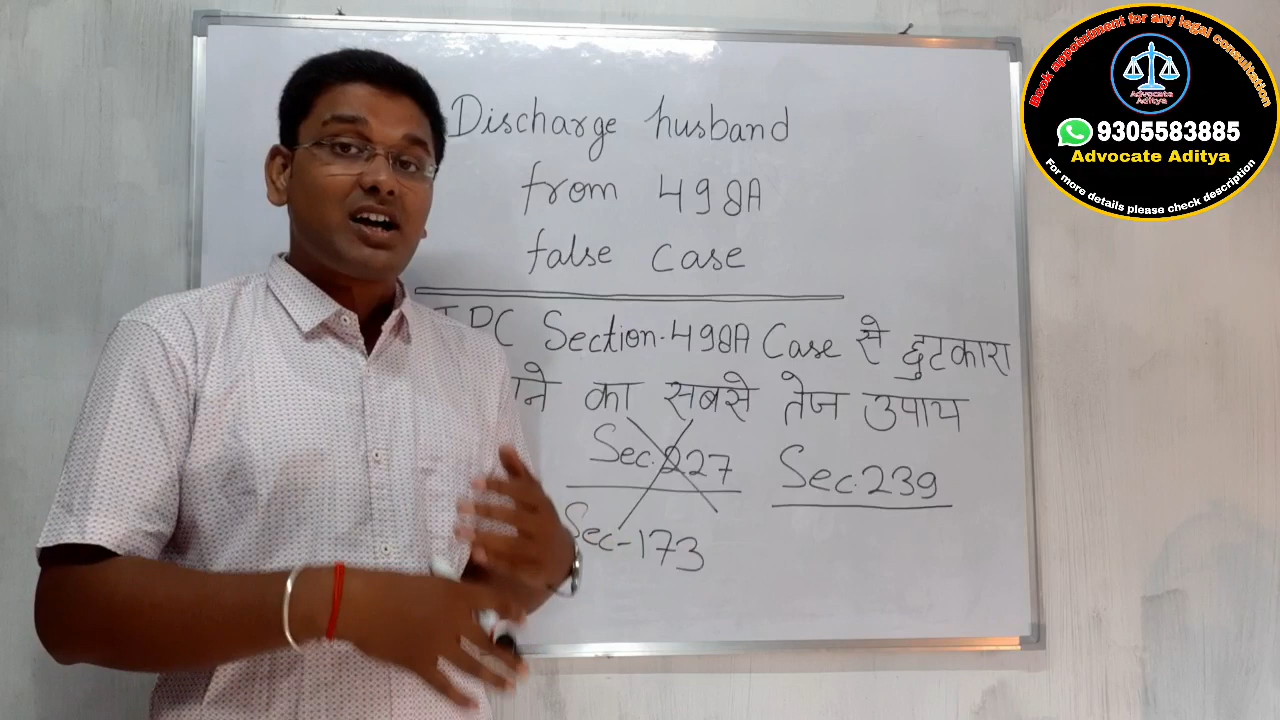 Discharge husband
from 498A
false case
IPC Section-498A Case से छुटकारा
का सबसे तेज उपाय
Sec. 227 Sec. 239
Sec-173
Book appointment for any legal consultation
Advocate
Aditya
9305583885
Advocate Aditya
For more details please check description